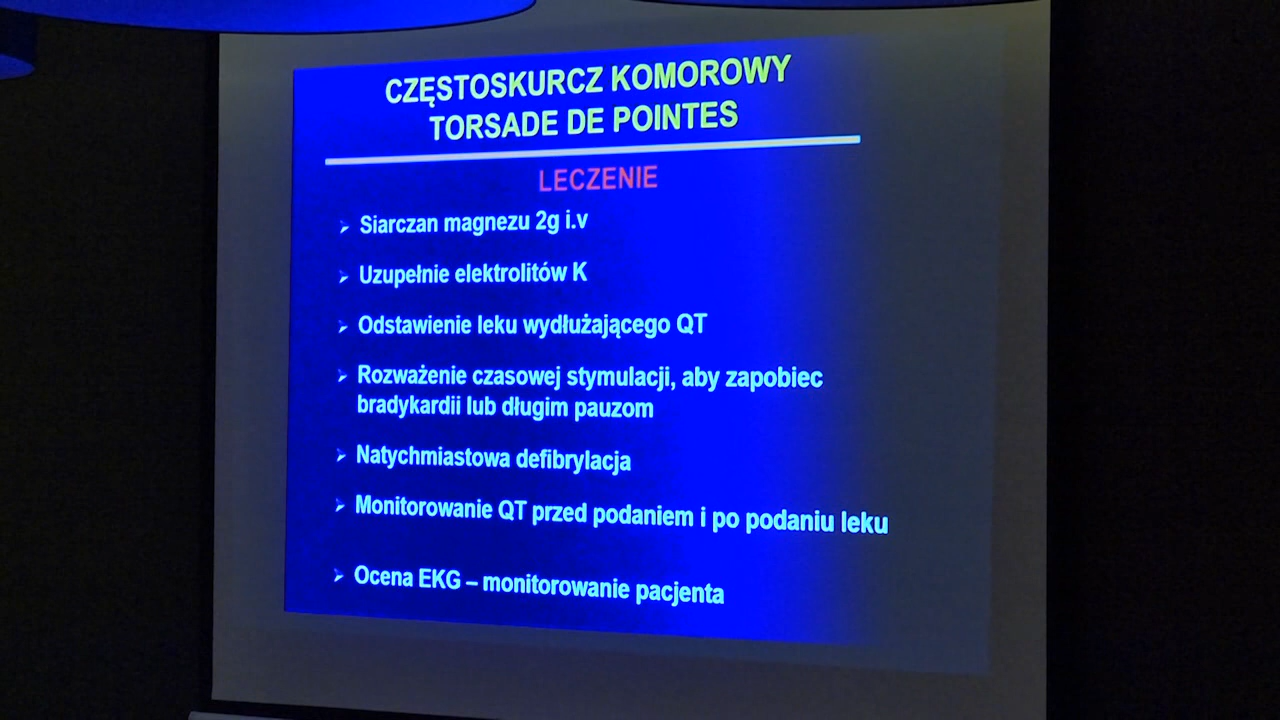 CZĘSTOSKURCZ KOMOROWY
TORSADE DE POINTES
LECZENIE
➢ Siarczan magnezu 2g i.v
➢ Uzupełnie elektrolitów K
➢ Odstawienie leku wydłużającego QT
➢ Rozważenie czasowej stymulacji, aby zapobiec
bradykardii lub długim pauzom
➢ Natychmiastowa defibrylacja
➢ Monitorowanie QT przed podaniem i po podaniu leku
➢ Ocena EKG – monitorowanie pacjenta